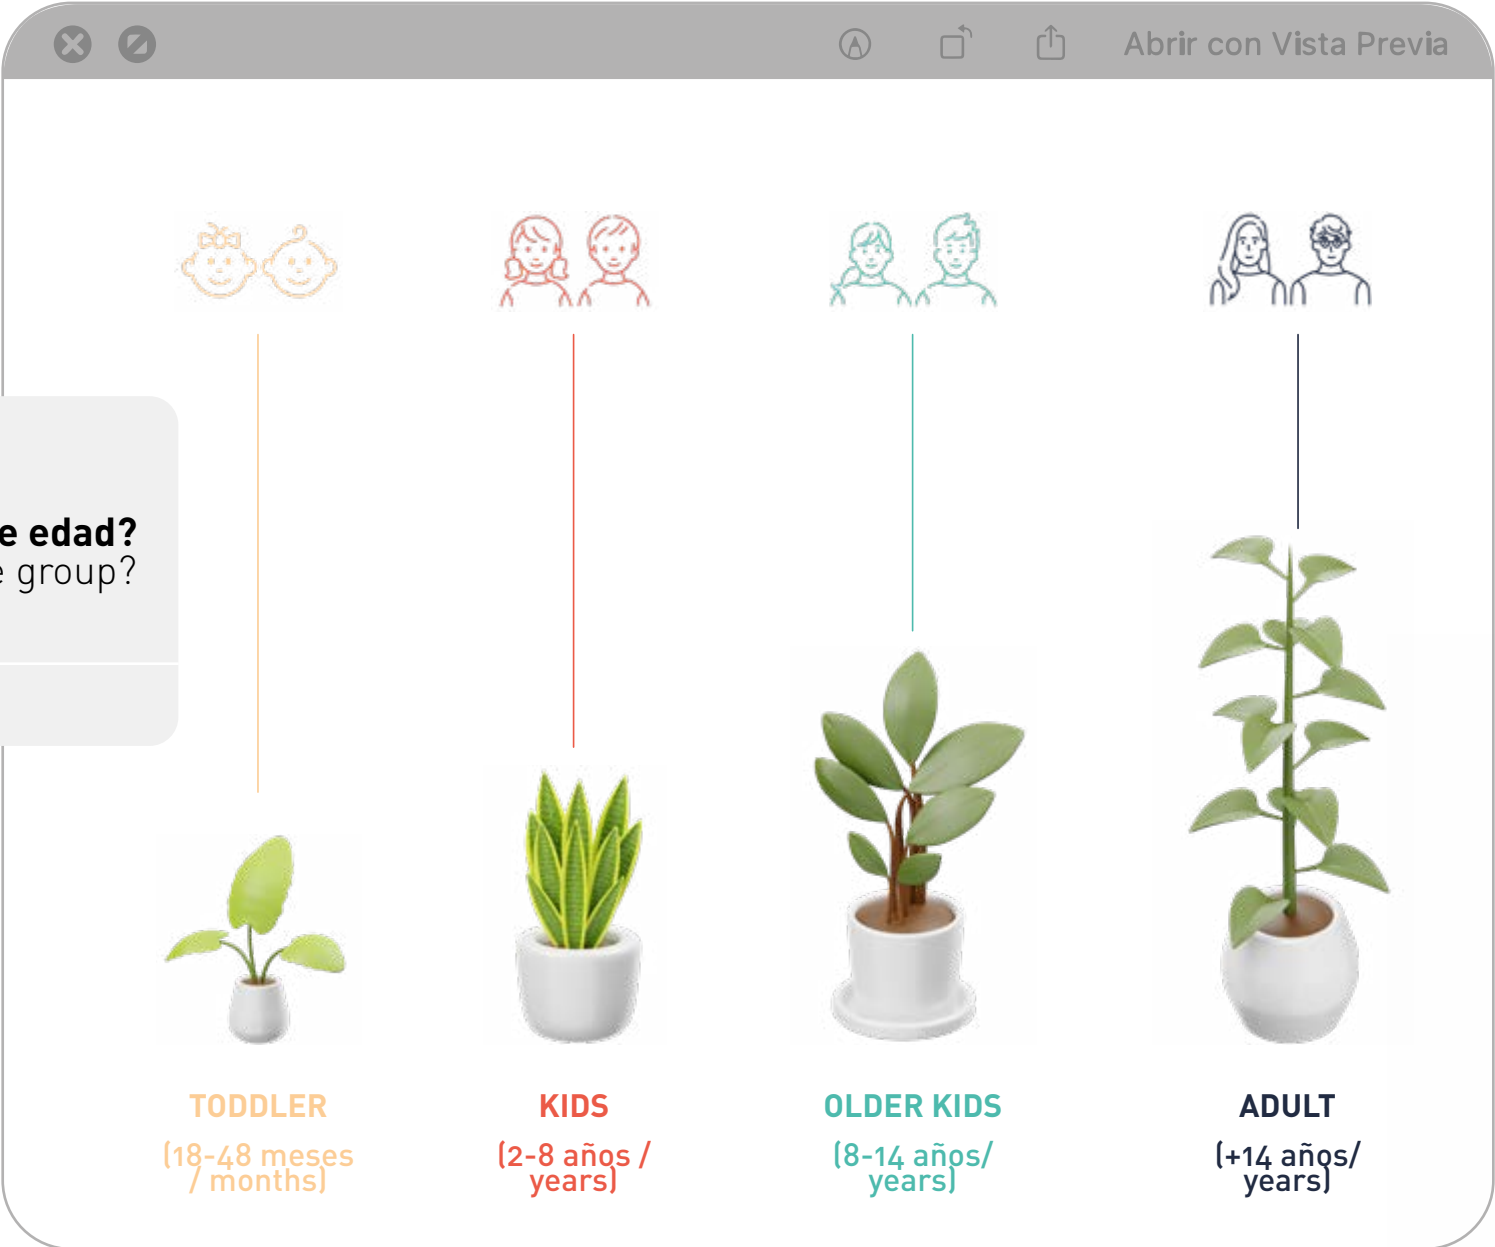 Abrir con Vista Previa
e edad?
e group?
TODDLER
(18-48 meses
/ months)
KIDS
(2-8 años /
years)
OLDER KIDS
(8-14 años/
years)
ADULT
(+14 años/
years)